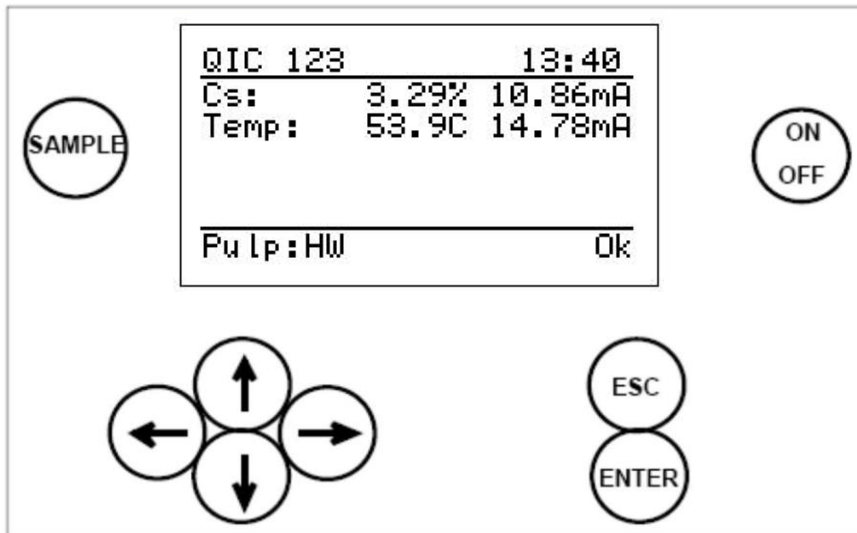 QIC 123 13:40
Cs: 3.29% 10.86mA
Temp: 53.9C 14.78mA
Pulp:HW Ok
SAMPLE
ON
OFF
ESC
ENTER